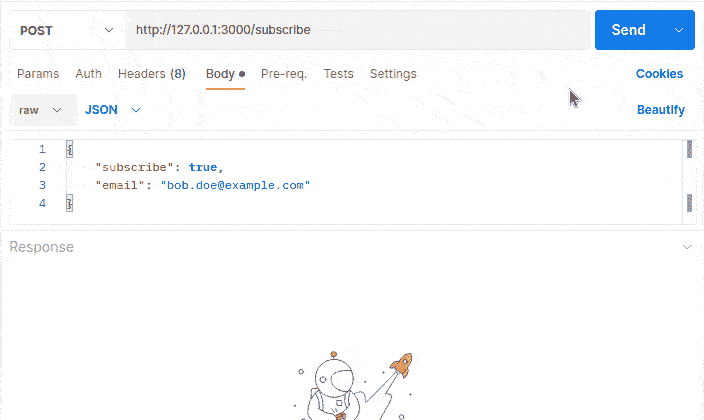 POST http://127.0.0.1:3000/subscribe Send
Params Auth Headers (8) Body Pre-req. Tests Settings Cookies
raw JSON Beautify
1 {
2 "subscribe": true,
3 "email": "bob.doe@example.com"
4 }
Response